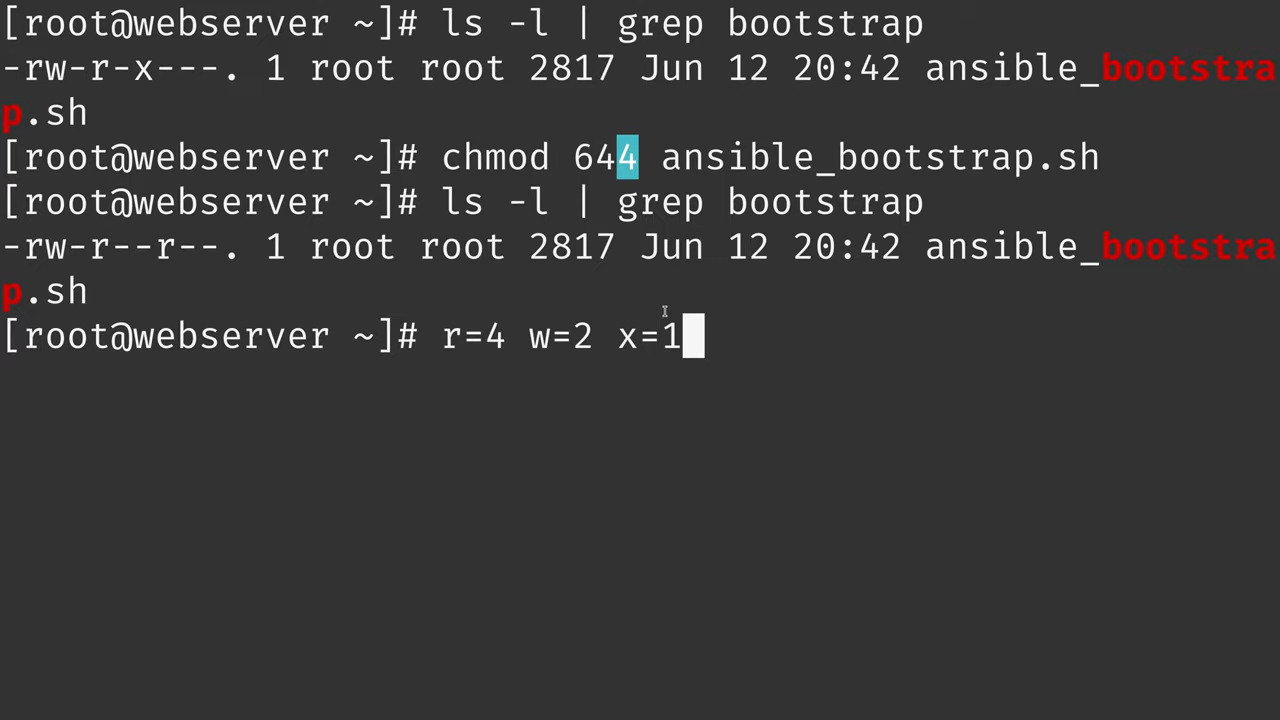 [root@webserver ~]# ls -l | grep bootstrap
-rw-r-x---. 1 root root 2817 Jun 12 20:42 ansible_bootstra
p.sh
[root@webserver ~]# chmod 644 ansible_bootstrap.sh
[root@webserver ~]# ls -l | grep bootstrap
-rw-r--r--. 1 root root 2817 Jun 12 20:42 ansible_bootstra
p.sh
[root@webserver ~]# r=4 w=2 x=1